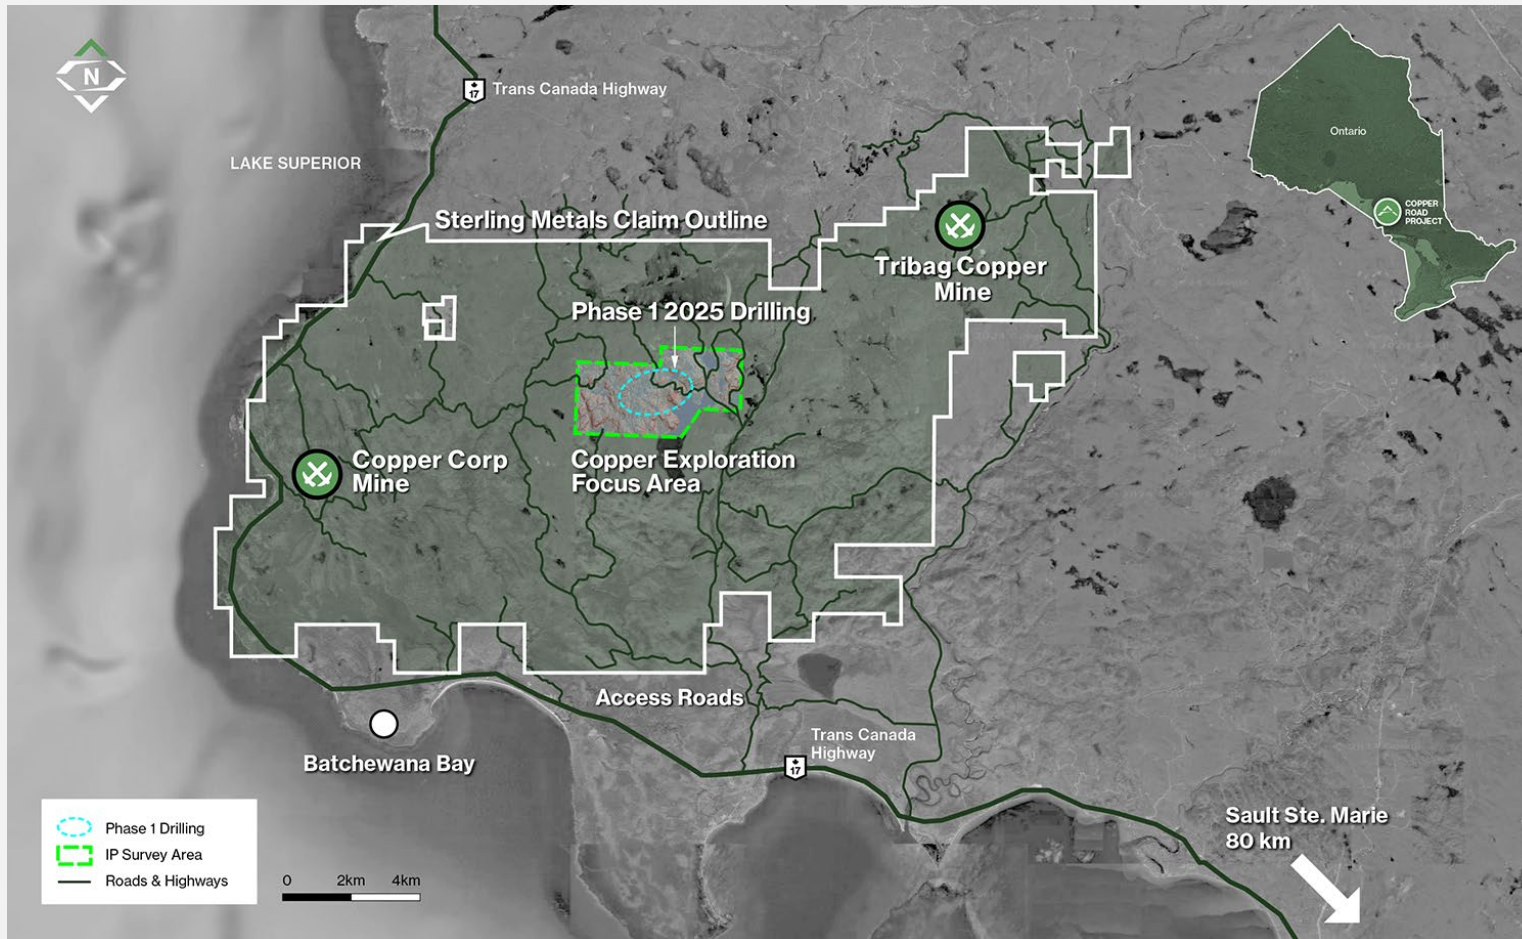 N
17
Trans Canada Highway
LAKE SUPERIOR
Ontario
COPPER
ROAD
PROJECT
Sterling Metals Claim Outline
Tribag Copper
Mine
Phase 1 2025 Drilling
Copper Corp
Mine
Copper Exploration
Focus Area
Access Roads
Trans Canada
Highway
17
Batchewana Bay
Sault Ste. Marie
80 km
Phase 1 Drilling
IP Survey Area
Roads & Highways
0 2km 4km